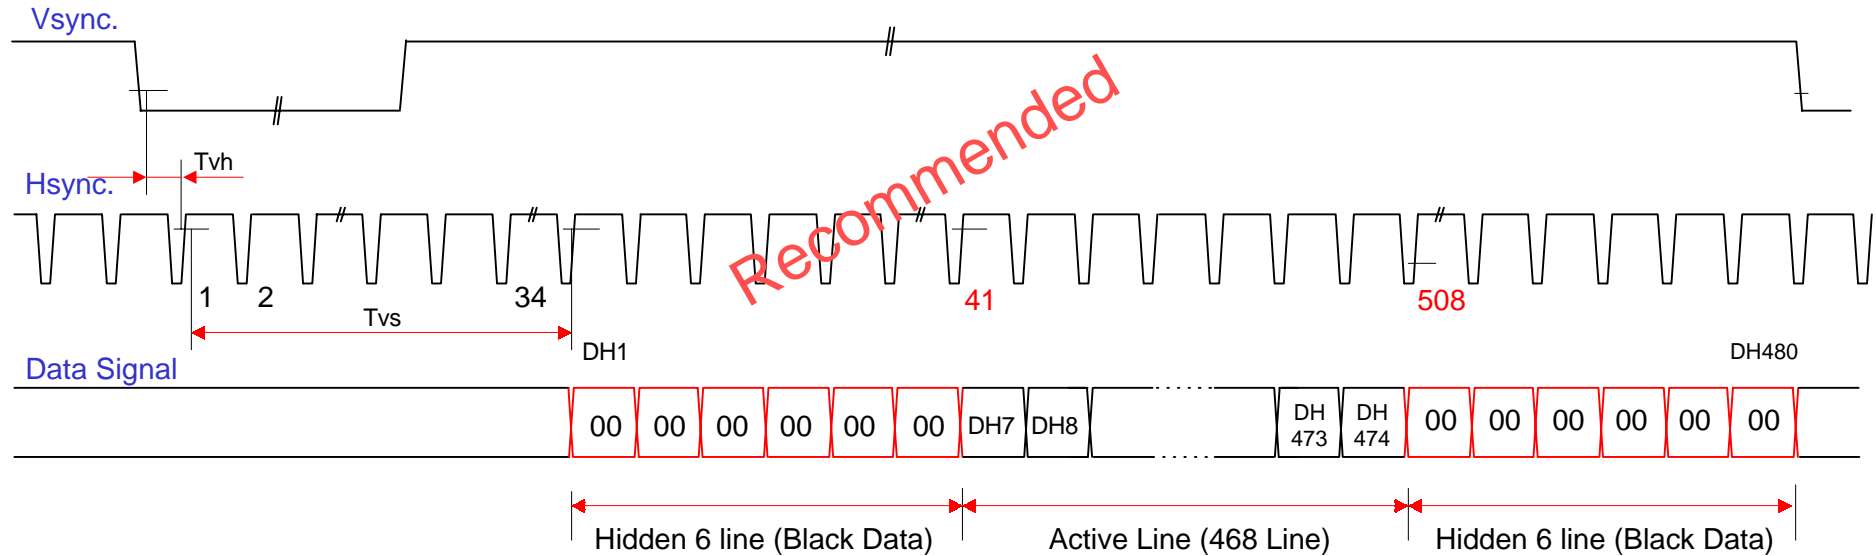 Vsync.
Recommended
Tvh
Hsync.
1 2 34 41 508
Tvs
DH1
DH480
Data Signal
00 00 00 00 00 00 DH7 DH8 DH 473 DH 474 00 00 00 00 00 00
Hidden 6 line (Black Data) Active Line (468 Line) Hidden 6 line (Black Data)